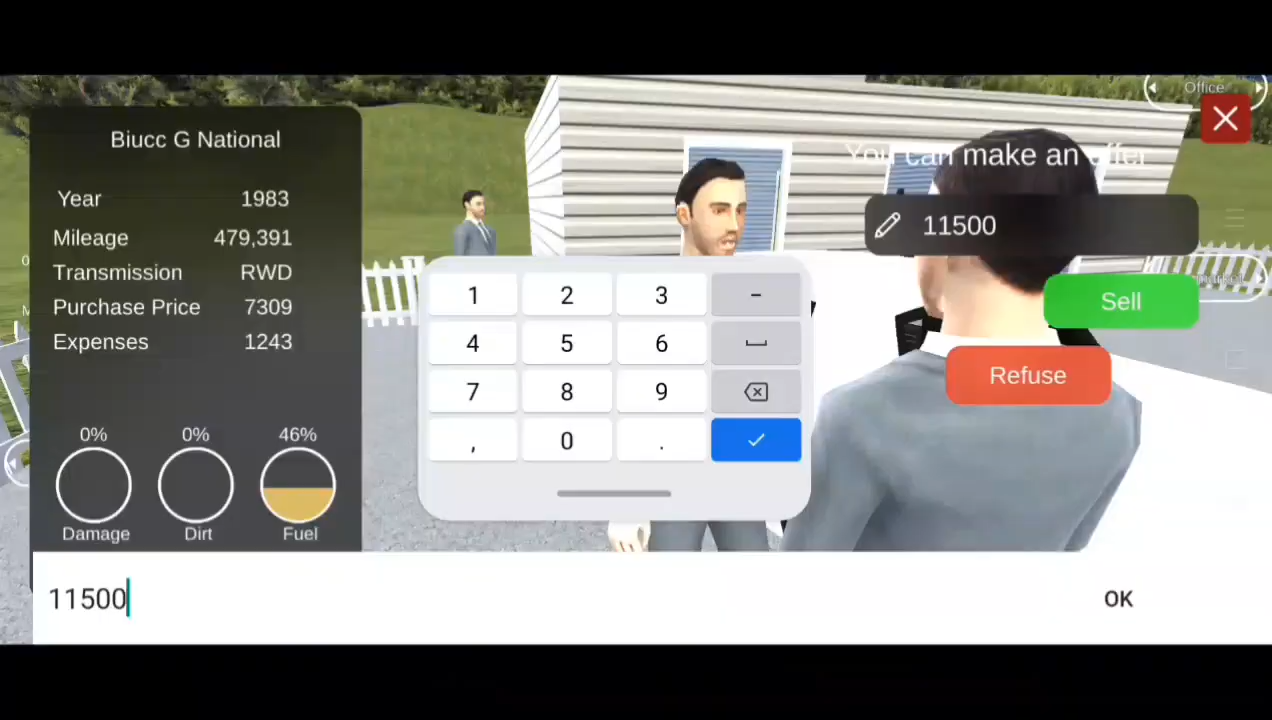 Office
Biucc G National
You can make an offer
Year 1983
11500
Mileage 479,391
Transmission RWD
Purchase Price 7309
Sell
Expenses 1243
Refuse
1 2 3 -
4 5 6
7 8 9
, 0 .
0% 0% 46%
Damage Dirt Fuel
11500
OK